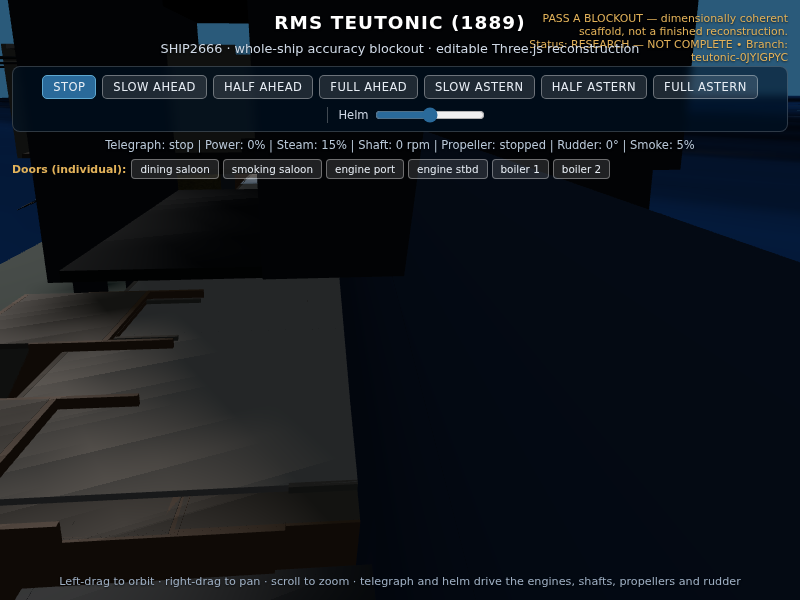 RMS TEUTONIC (1889)
SHIP2666 · whole-ship accuracy blockout · editable Three.js reconstruction
PASS A BLOCKOUT — dimensionally coherent
scaffold, not a finished reconstruction.
Status: RESEARCH — NOT COMPLETE • Branch:
teutonic-0JYIGPYC
STOP SLOW AHEAD HALF AHEAD FULL AHEAD SLOW ASTERN HALF ASTERN FULL ASTERN
Helm
Telegraph: stop | Power: 0% | Steam: 15% | Shaft: 0 rpm | Propeller: stopped | Rudder: 0° | Smoke: 5%
Doors (individual): dining saloon smoking saloon engine port engine stbd boiler 1 boiler 2
Left-drag to orbit · right-drag to pan · scroll to zoom · telegraph and helm drive the engines, shafts, propellers and rudder